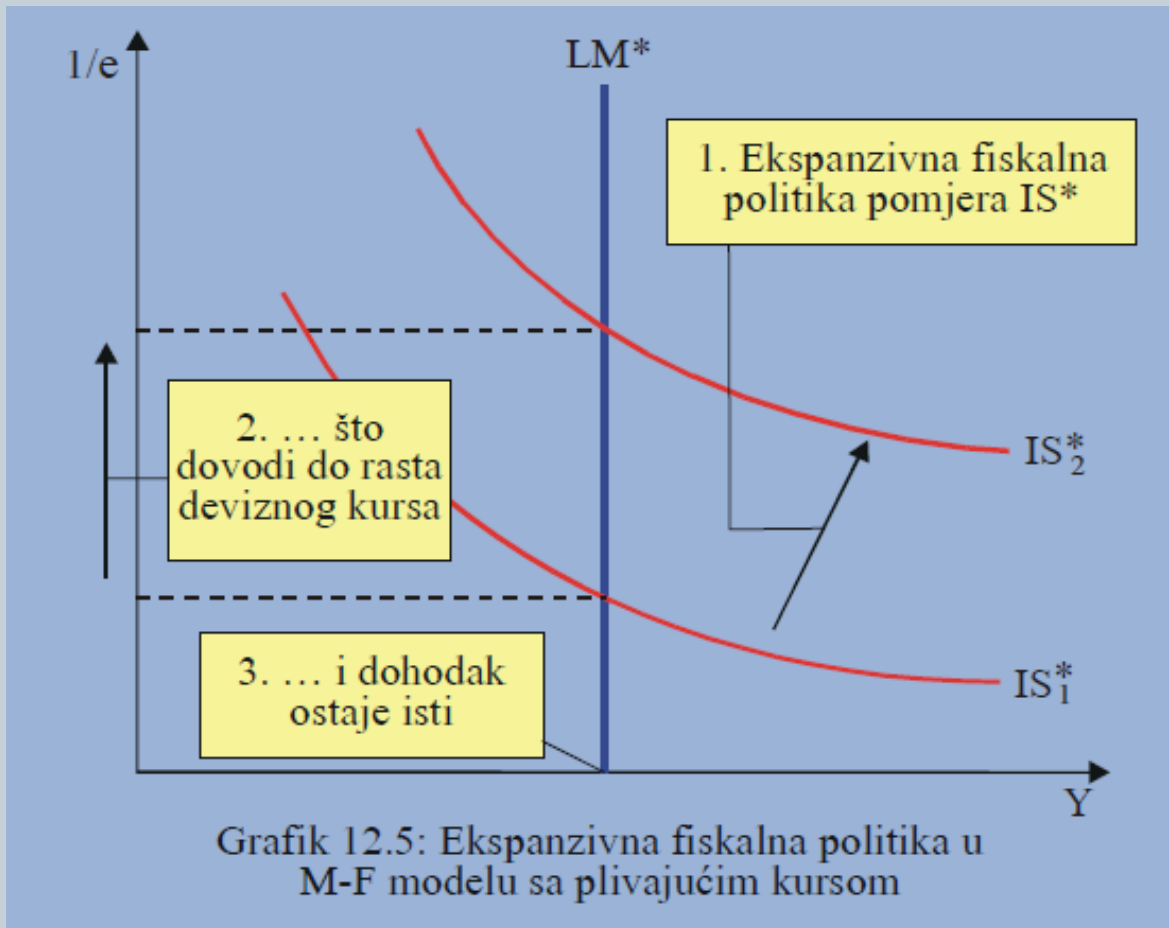 1/e
LM*
1. Ekspanzivna fiskalna
politika pomjera IS*
2. … što
dovodi do rasta
deviznog kursa
IS*2
3. … i dohodak
ostaje isti
IS*1
Y
Grafik 12.5: Ekspanzivna fiskalna politika u
M-F modelu sa plivajućim kursom